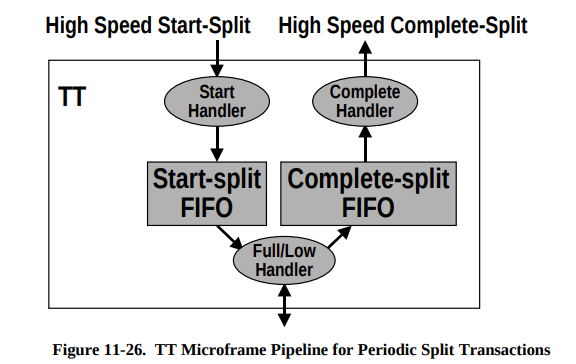 High Speed Start-Split High Speed Complete-Split
TT
Start
Handler
Complete
Handler
Start-split
FIFO
Complete-split
FIFO
Full/Low
Handler
Figure 11-26. TT Microframe Pipeline for Periodic Split Transactions